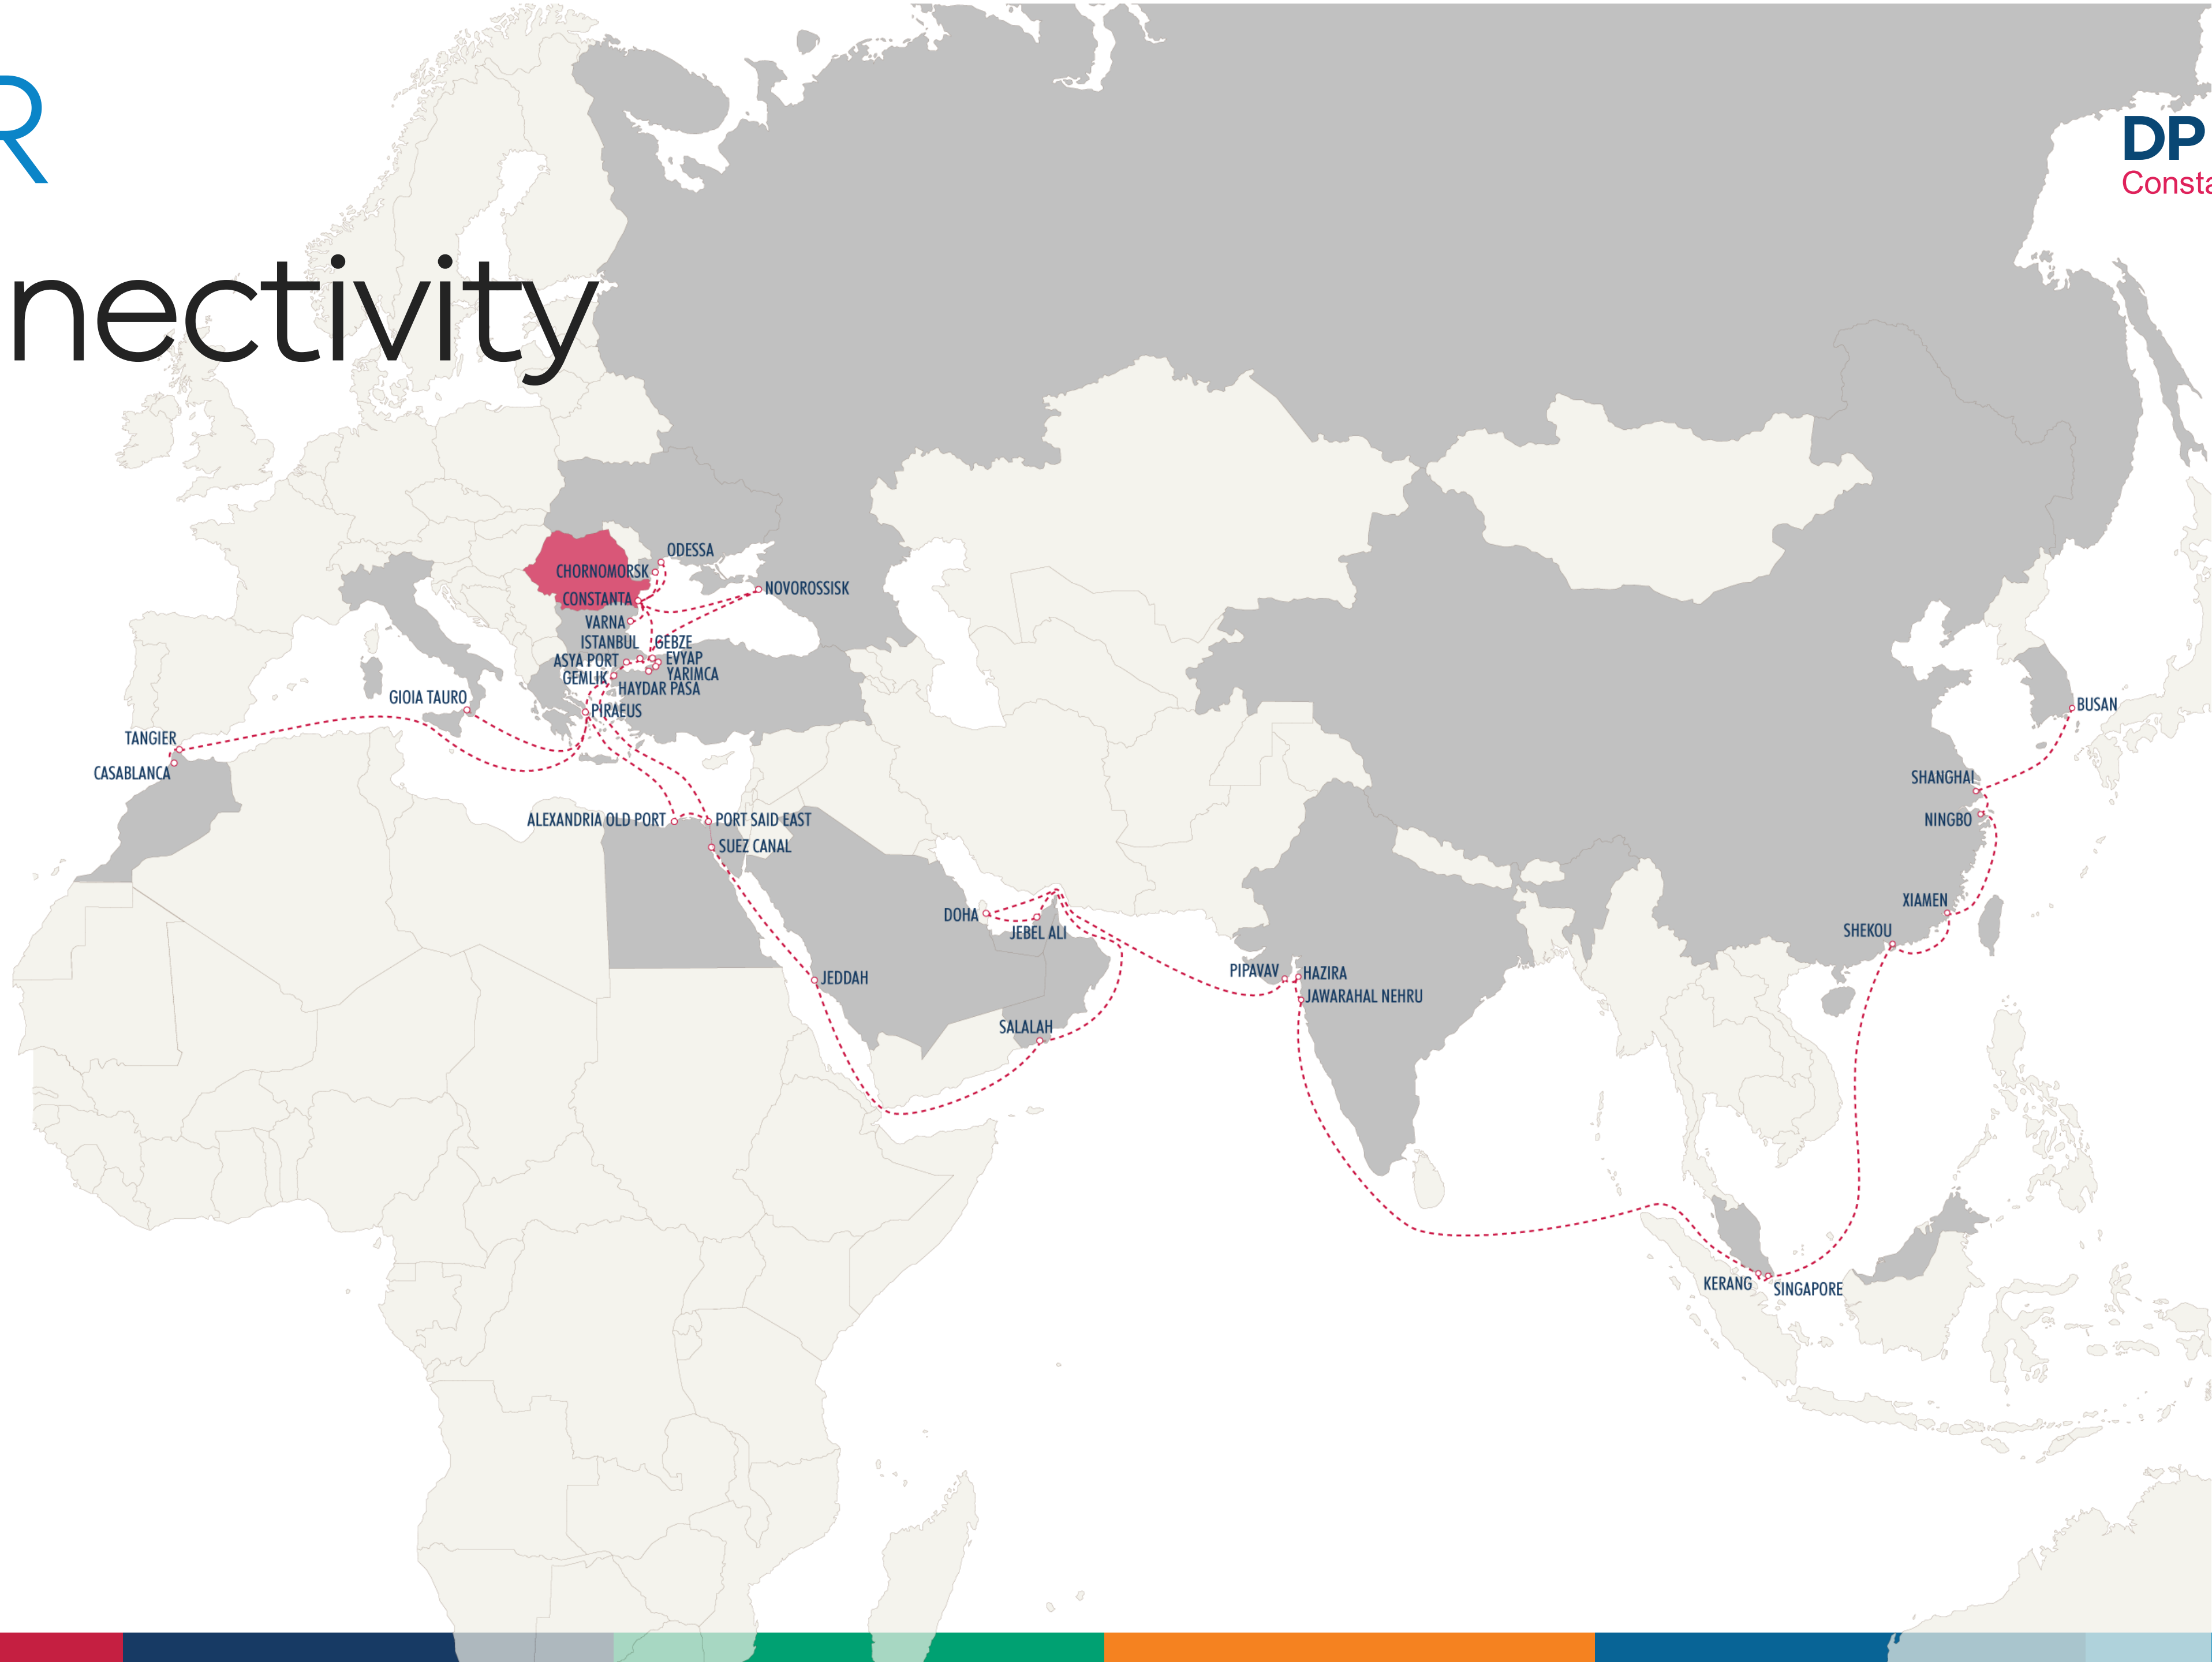 R
DP
Consta
nectivity
ODESSA
CHORNOMORSK
NOVOROSSISK
CONSTANTA
VARNA
ISTANBUL
GEBZE
ASYA PORT
EVYAP
GEMLIK
YARIMCA
HAYDAR PASA
GIOIA TAURO
PIRAEUS
BUSAN
TANGIER
CASABLANCA
SHANGHAI
ALEXANDRIA OLD PORT
PORT SAID EAST
NINGBO
SUEZ CANAL
XIAMEN
DOHA
JEBEL ALI
SHEKOU
JEDDAH
PIPAVAV
HAZIRA
JAWARAHAL NEHRU
SALALAH
KERANG
SINGAPORE